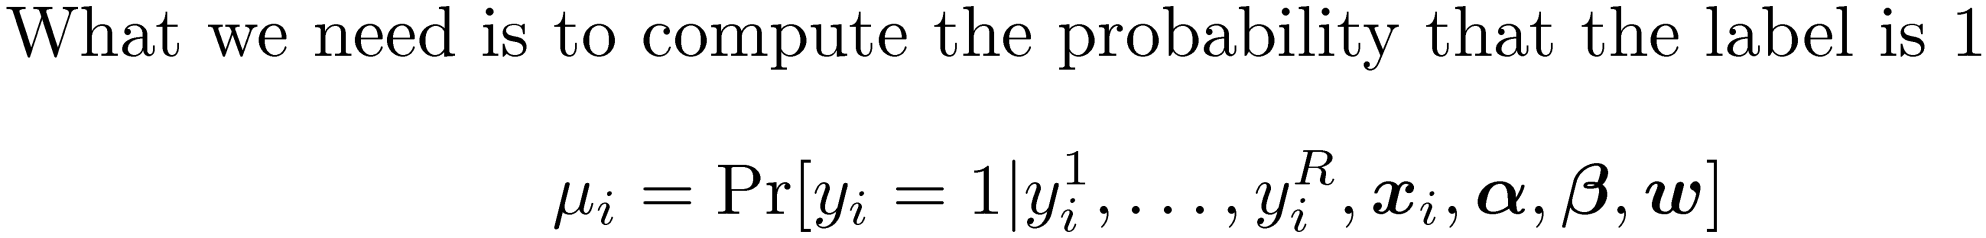 What we need is to compute the probability that the label is 1
μ_i = Pr[y_i = 1|y_i^1, . . . , y_i^R, 𝒙_i, 𝜶, 𝜷, 𝒘]